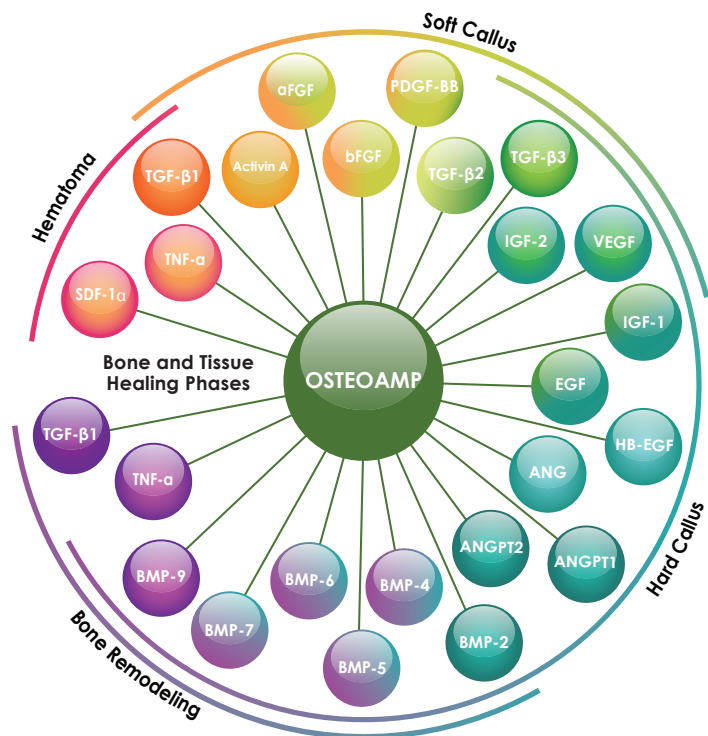 Soft Callus
aFGF
PDGF-BB
Hematoma
TGF-β1
Activin A
bFGF
TGF-β2
TGF-β3
TNF-α
IGF-2
VEGF
SDF-1α
IGF-1
Bone and Tissue
Healing Phases
OSTEOAMP
EGF
TGF-β1
HB-EGF
TNF-α
ANG
Hard Callus
ANGPT2
ANGPT1
BMP-9
BMP-6
BMP-4
BMP-7
BMP-2
BMP-5
Bone Remodeling